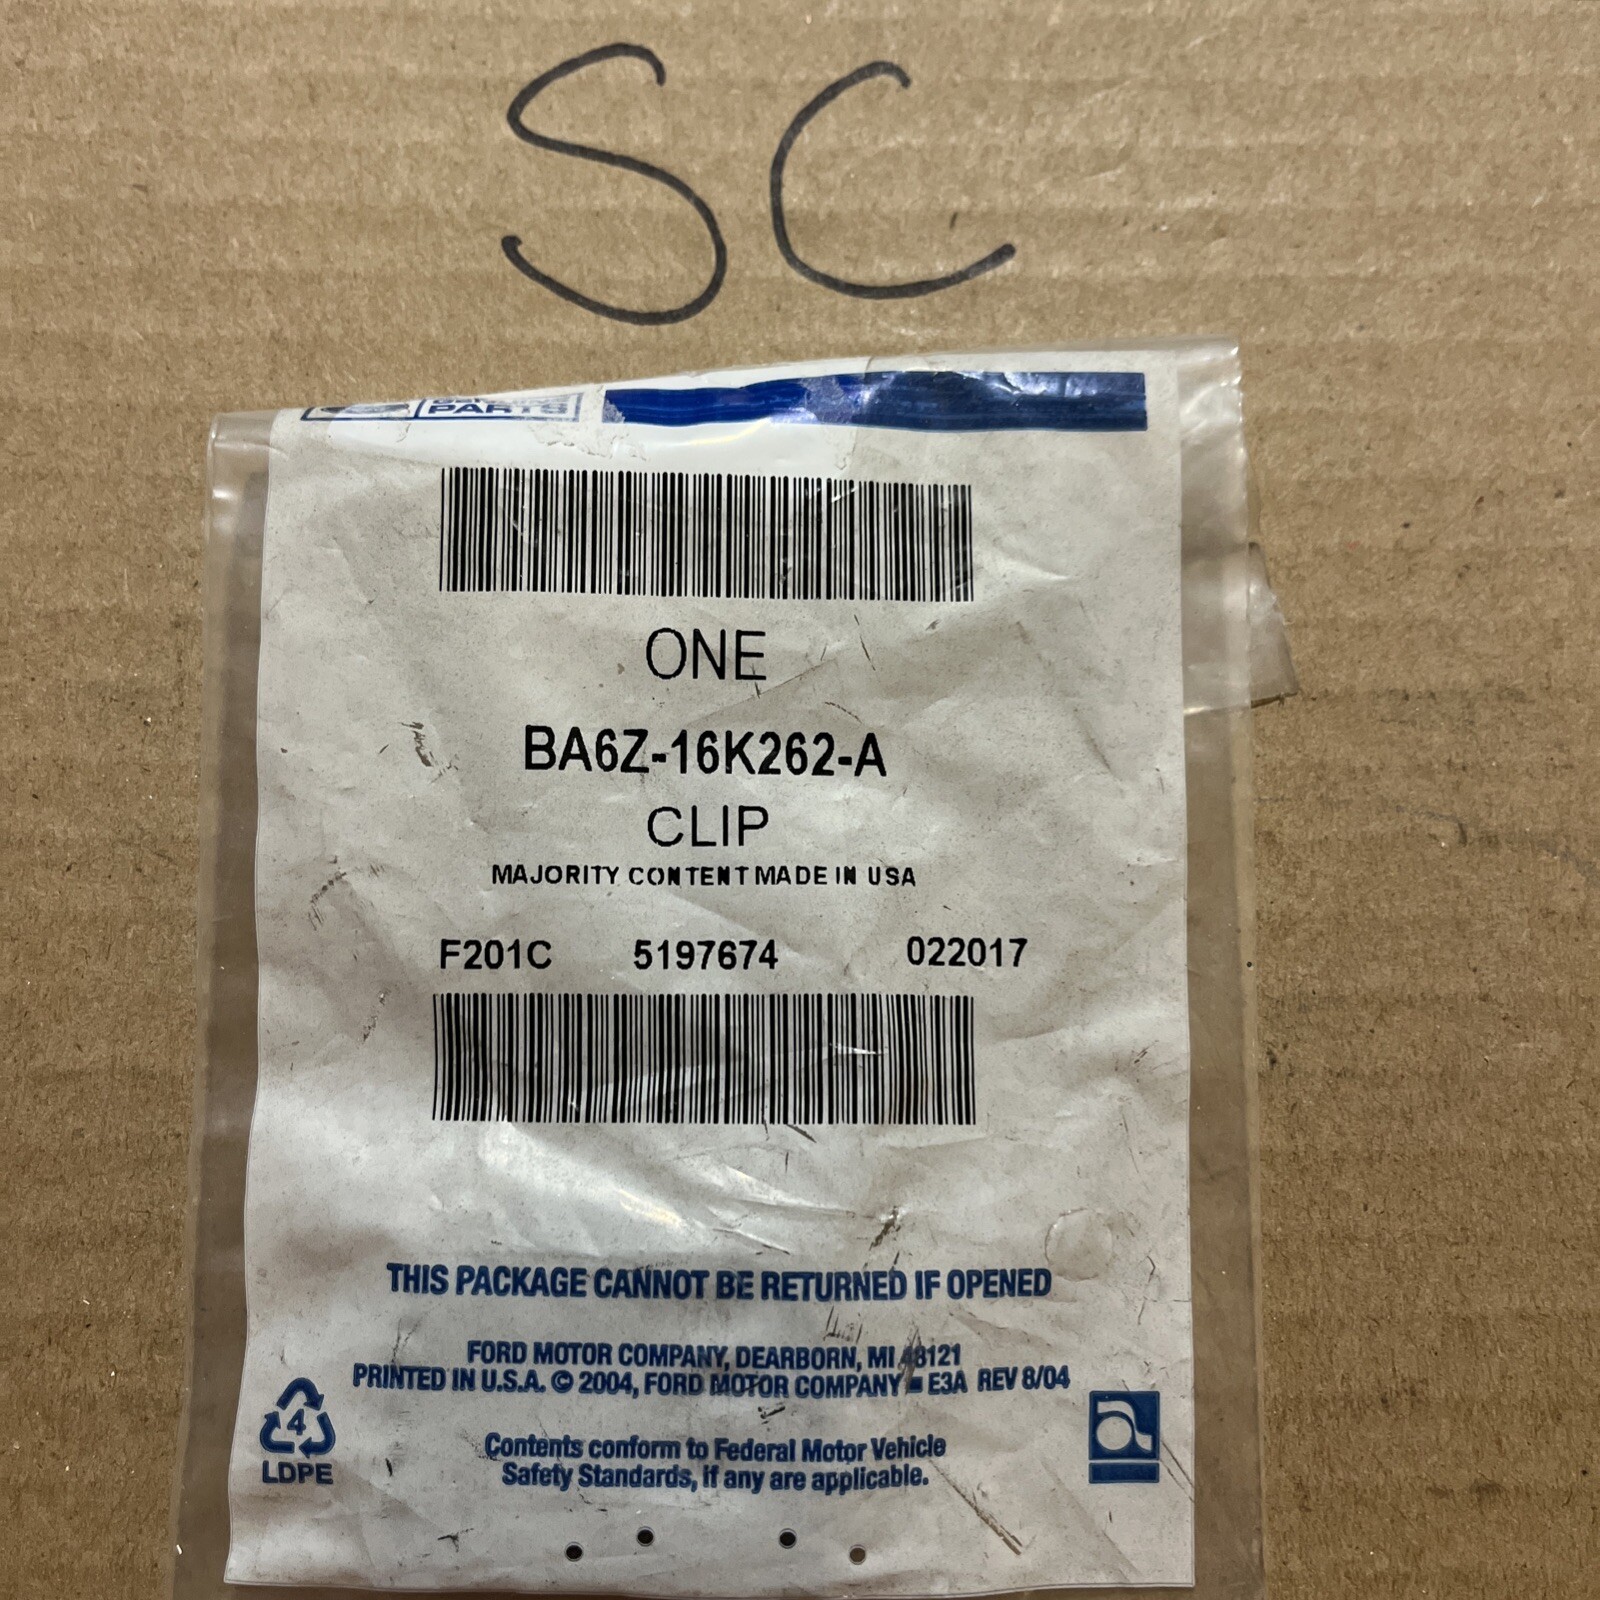 SC
PARTS
ONE
BA6Z-16K262-A
CLIP
MAJORITY CONTENT MADE IN USA
F201C 5197674 022017
THIS PACKAGE CANNOT BE RETURNED IF OPENED
FORD MOTOR COMPANY, DEARBORN, MI 48121
PRINTED IN U.S.A. © 2004, FORD MOTOR COMPANY - E3A REV 8/04
4
LDPE
Contents conform to Federal Motor Vehicle
Safety Standards, if any are applicable.